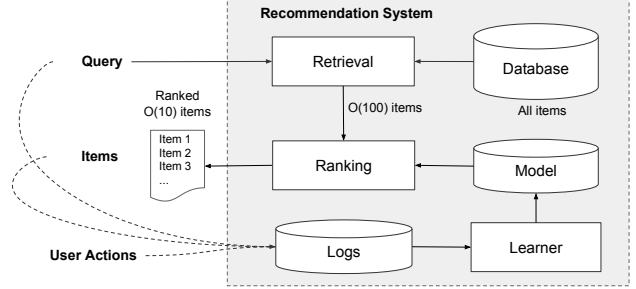 Recommendation System
Query
Retrieval
Database
All items
O(100) items
Ranked
O(10) items
Item 1
Item 2
Item 3
...
Items
Ranking
Model
User Actions
Logs
Learner